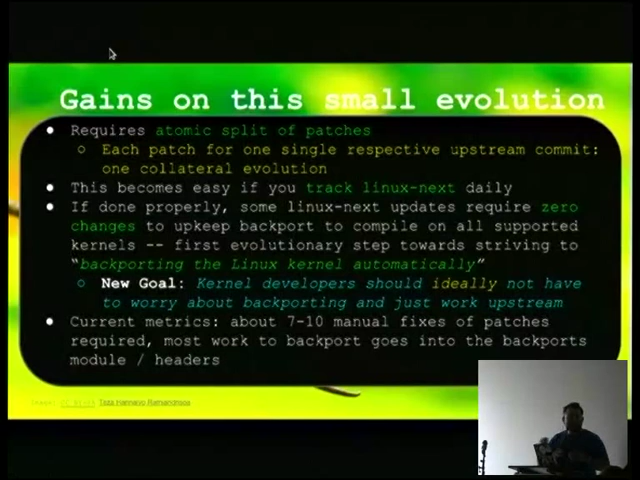 Gains on this small evolution
● Requires atomic split of patches
○ Each patch for one single respective upstream commit:
one collateral evolution
● This becomes easy if you track linux-next daily
● If done properly, some linux-next updates require zero
changes to upkeep backport to compile on all supported
kernels -- first evolutionary step towards striving to
“backporting the Linux kernel automatically”
○ New Goal: Kernel developers should ideally not have
to worry about backporting and just work upstream
● Current metrics: about 7-10 manual fixes of patches
required, most work to backport goes into the backports
module / headers
Image: